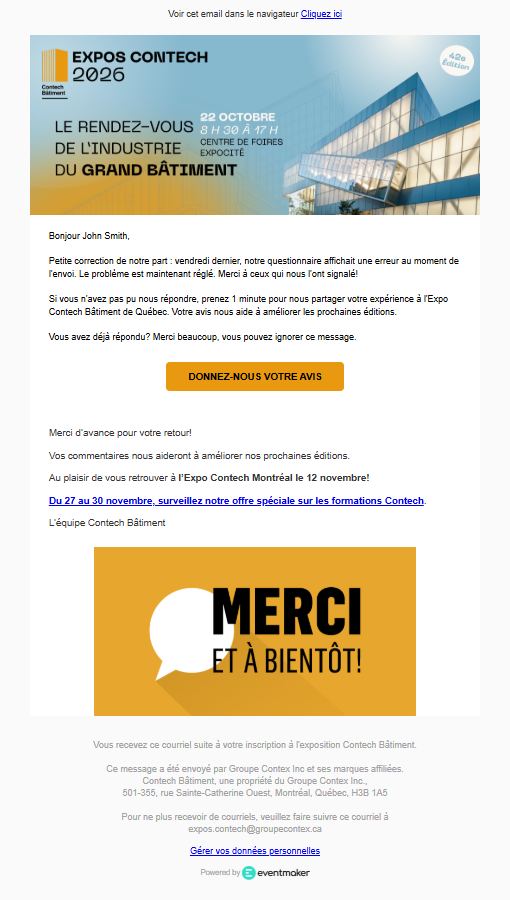 Voir cet email dans le navigateur Cliquez ici
EXPOS CONTECH
2026
42e
Édition
Contech
Bâtiment
LE RENDEZ-VOUS
DE L'INDUSTRIE
DU GRAND BÂTIMENT
22 OCTOBRE
8 H 30 À 17 H
CENTRE DE FOIRES
EXPOCITÉ
Bonjour John Smith,
Petite correction de notre part : vendredi dernier, notre questionnaire affichait une erreur au moment de
l'envoi. Le problème est maintenant réglé. Merci à ceux qui nous l'ont signalé!
Si vous n'avez pas pu nous répondre, prenez 1 minute pour nous partager votre expérience à l'Expo
Contech Bâtiment de Québec. Votre avis nous aide à améliorer les prochaines éditions.
Vous avez déjà répondu? Merci beaucoup, vous pouvez ignorer ce message.
DONNEZ-NOUS VOTRE AVIS
Merci d'avance pour votre retour!
Vos commentaires nous aideront à améliorer nos prochaines éditions.
Au plaisir de vous retrouver à l'Expo Contech Montréal le 12 novembre!
Du 27 au 30 novembre, surveillez notre offre spéciale sur les formations Contech.
L'équipe Contech Bâtiment
MERCI
ET À BIENTÔT!
Vous recevez ce courriel suite à votre inscription à l'exposition Contech Bâtiment.
Ce message a été envoyé par Groupe Contex Inc et ses marques affiliées.
Contech Bâtiment, une propriété du Groupe Contex Inc.,
501-355, rue Sainte-Catherine Ouest, Montréal, Québec, H3B 1A5
Pour ne plus recevoir de courriels, veuillez faire suivre ce courriel à
expos.contech@groupecontex.ca
Gérer vos données personnelles
Powered by eventmaker